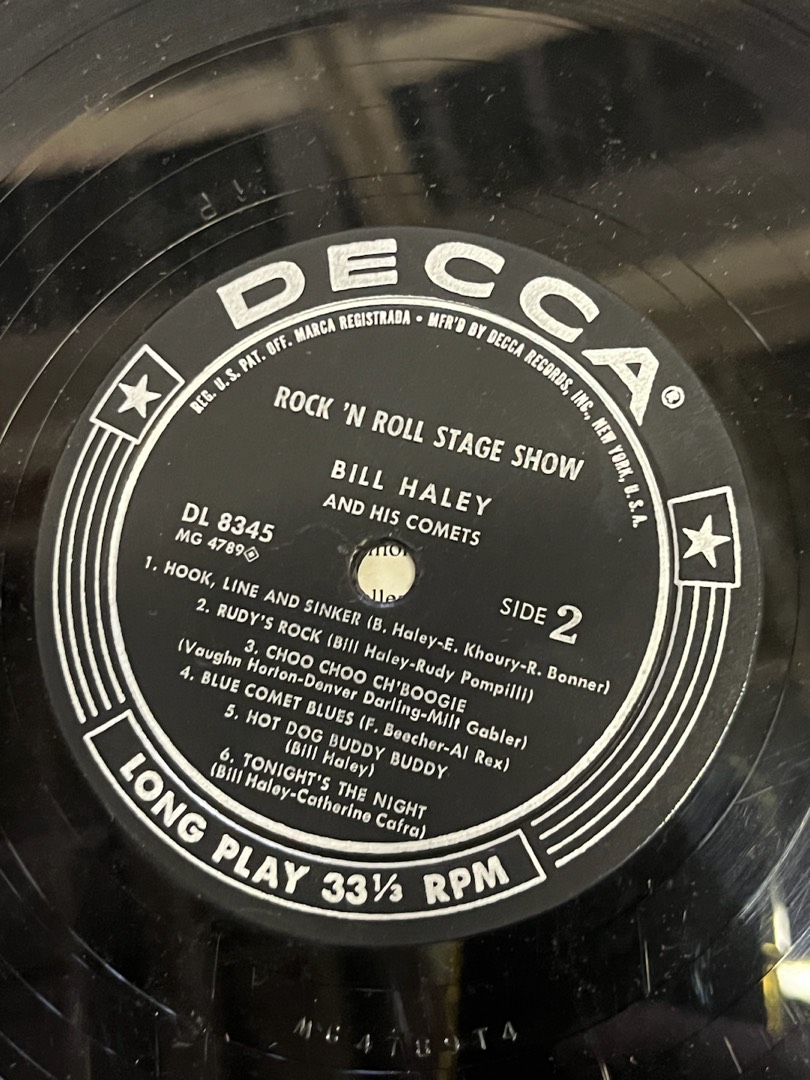 DECCA®
REG. U.S. PAT. OFF. MARCA REGISTRADA • MFR'D BY DECCA RECORDS, INC., NEW YORK, U.S.A.
ROCK 'N ROLL STAGE SHOW
BILL HALEY
AND HIS COMETS
DL 8345
MG 4789
SIDE 2
1. HOOK, LINE AND SINKER (B. Haley-E. Khoury-R. Bonner)
2. RUDY'S ROCK (Bill Haley-Rudy Pompilli)
3. CHOO CHOO CH'BOOGIE
(Vaughn Horton-Denver Darling-Milt Gabler)
4. BLUE COMET BLUES (F. Beecher-Al Rex)
5. HOT DOG BUDDY BUDDY
(Bill Haley)
6. TONIGHT'S THE NIGHT
(Bill Haley-Catherine Cafra)
LONG PLAY 33⅓ RPM
MG4789T4